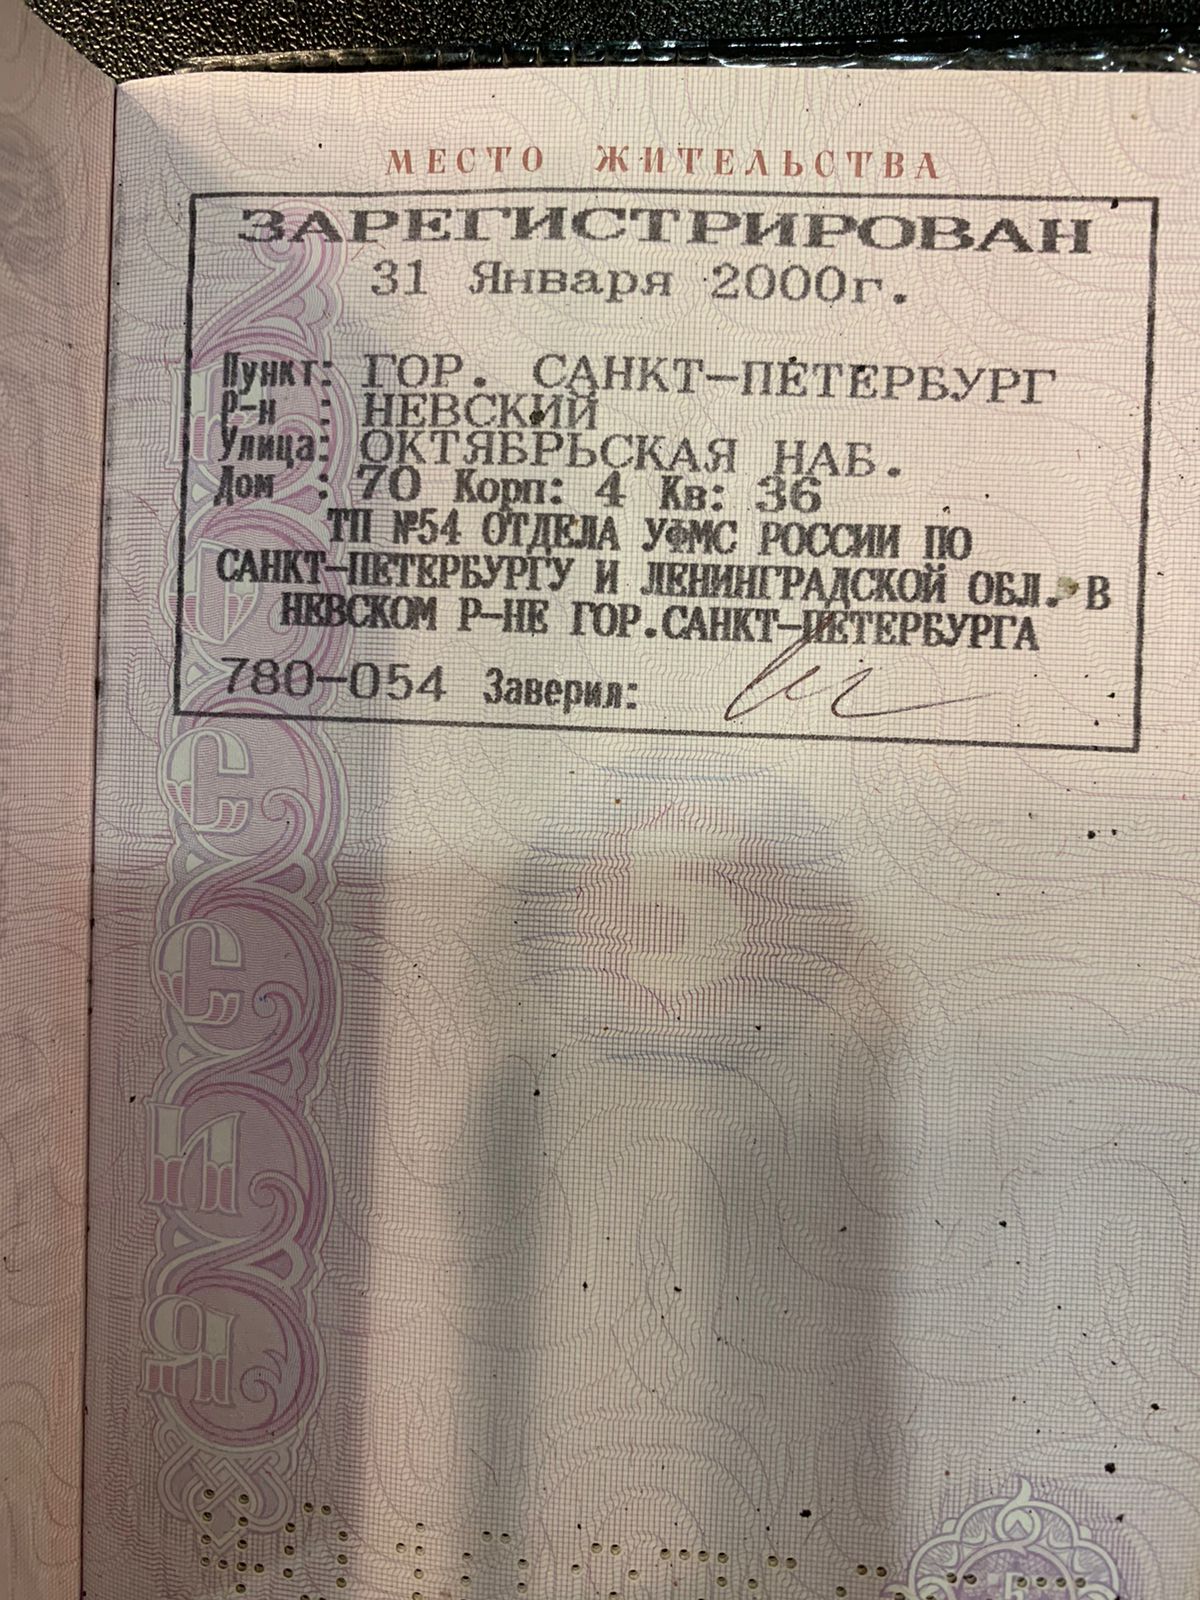 МЕСТО ЖИТЕЛЬСТВА
ЗАРЕГИСТРИРОВАН
31 Января 2000г.
Пункт: ГОР. САНКТ-ПЕТЕРБУРГ
Р-н : НЕВСКИЙ
Улица: ОКТЯБРЬСКАЯ НАБ.
Дом : 70 Корп: 4 Кв: 36
ТП №54 ОТДЕЛА УФМС РОССИИ ПО
САНКТ-ПЕТЕРБУРГУ И ЛЕНИНГРАДСКОЙ ОБЛ. В
НЕВСКОМ Р-НЕ ГОР.САНКТ-ПЕТЕРБУРГА
780-054 Заверил: